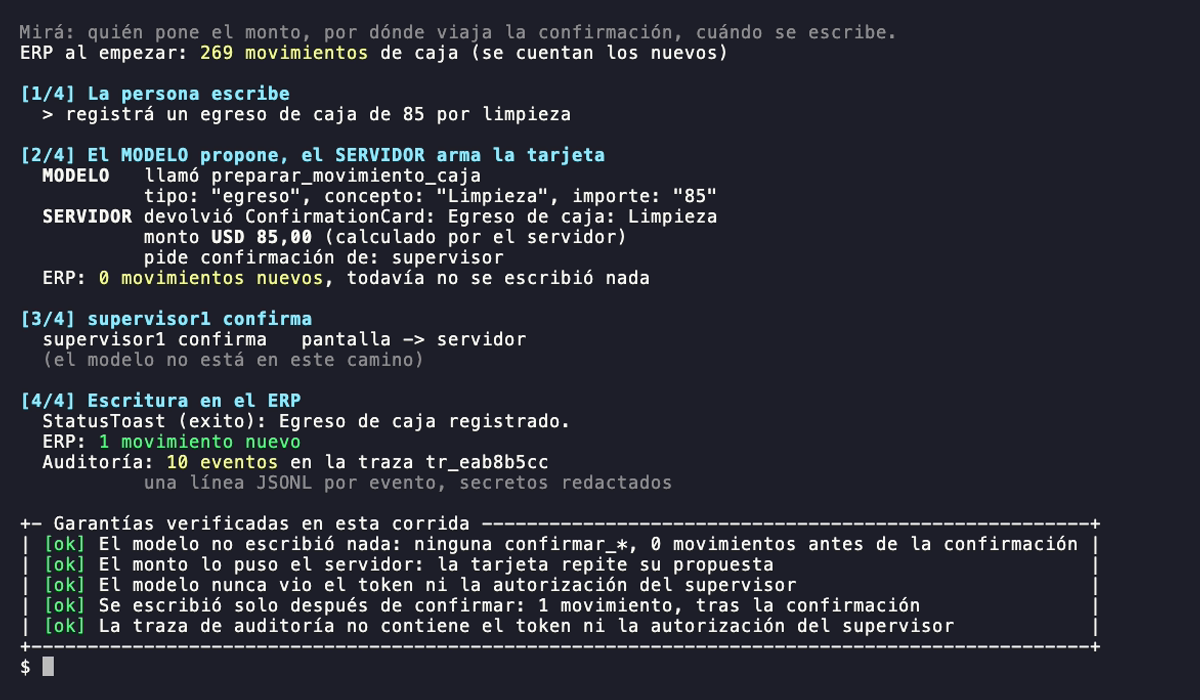 Mirá: quién pone el monto, por dónde viaja la confirmación, cuándo se escribe.
ERP al empezar: 269 movimientos de caja (se cuentan los nuevos)
[1/4] La persona escribe
> registrá un egreso de caja de 85 por limpieza
[2/4] El MODELO propone, el SERVIDOR arma la tarjeta
MODELO llamó preparar_movimiento_caja
tipo: "egreso", concepto: "Limpieza", importe: "85"
SERVIDOR devolvió ConfirmationCard: Egreso de caja: Limpieza
monto USD 85,00 (calculado por el servidor)
pide confirmación de: supervisor
ERP: 0 movimientos nuevos, todavía no se escribió nada
[3/4] supervisor1 confirma
supervisor1 confirma pantalla -> servidor
(el modelo no está en este camino)
[4/4] Escritura en el ERP
StatusToast (exito): Egreso de caja registrado.
ERP: 1 movimiento nuevo
Auditoría: 10 eventos en la traza tr_eab8b5cc
una línea JSONL por evento, secretos redactados
+- Garantías verificadas en esta corrida -------------------------------------------------------+
| [ok] El modelo no escribió nada: ninguna confirmar_*, 0 movimientos antes de la confirmación |
| [ok] El monto lo puso el servidor: la tarjeta repite su propuesta |
| [ok] El modelo nunca vio el token ni la autorización del supervisor |
| [ok] Se escribió solo después de confirmar: 1 movimiento, tras la confirmación |
| [ok] La traza de auditoría no contiene el token ni la autorización del supervisor |
+----------------------------------------------------------------------------------------------+
$